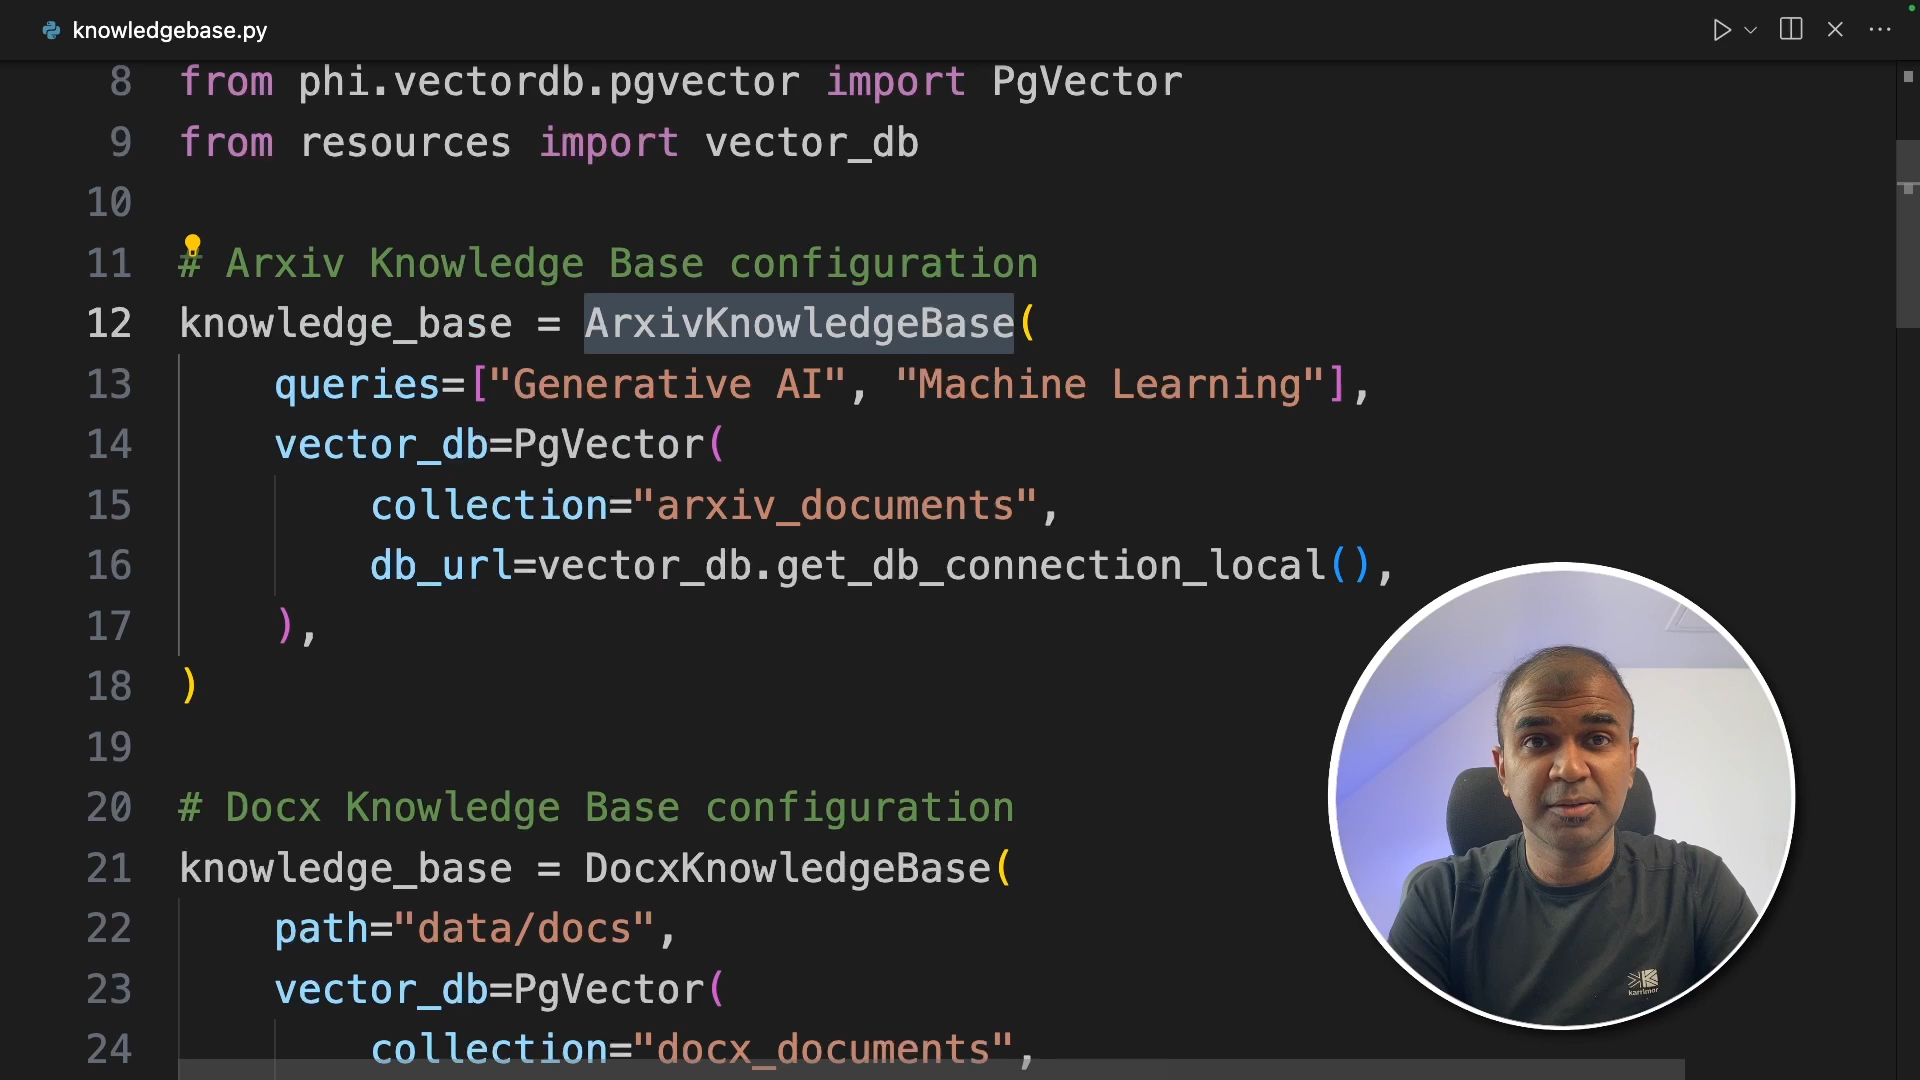 knowledgebase.py
8 from phi.vectordb.pgvector import PgVector
9 from resources import vector_db
10
11 # Arxiv Knowledge Base configuration
12 knowledge_base = ArxivKnowledgeBase(
13 queries=["Generative AI", "Machine Learning"],
14 vector_db=PgVector(
15 collection="arxiv_documents",
16 db_url=vector_db.get_db_connection_local(),
17 ),
18 )
19
20 # Docx Knowledge Base configuration
21 knowledge_base = DocxKnowledgeBase(
22 path="data/docs",
23 vector_db=PgVector(
24 collection="docx_documents",
karrimor